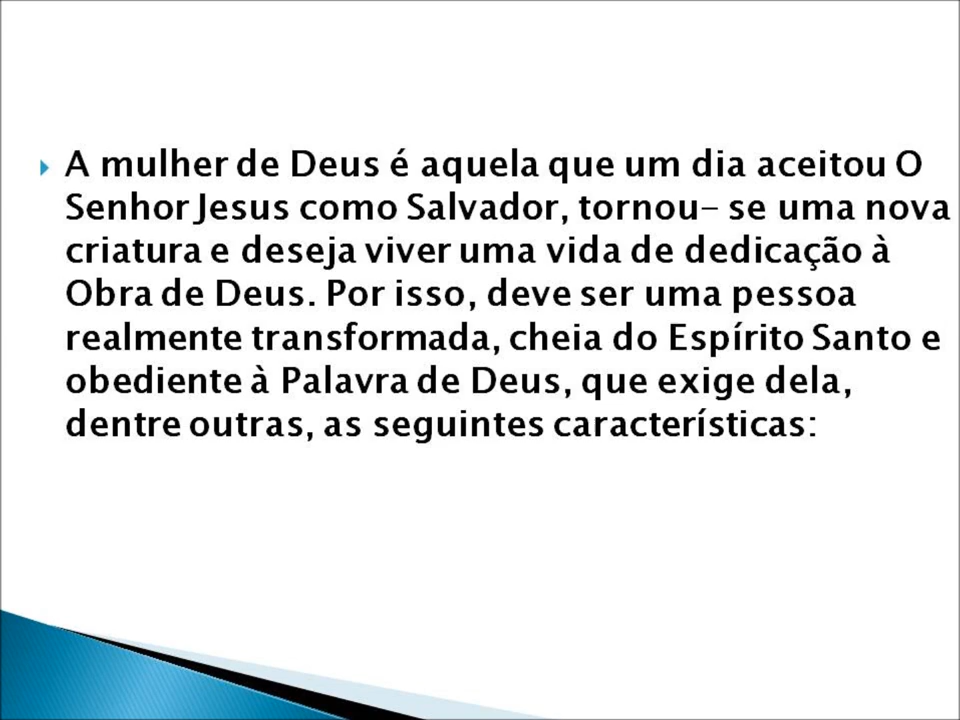 A mulher de Deus é aquela que um dia aceitou O
Senhor Jesus como Salvador, tornou- se uma nova
criatura e deseja viver uma vida de dedicação à
Obra de Deus. Por isso, deve ser uma pessoa
realmente transformada, cheia do Espírito Santo e
obediente à Palavra de Deus, que exige dela,
dentre outras, as seguintes características: